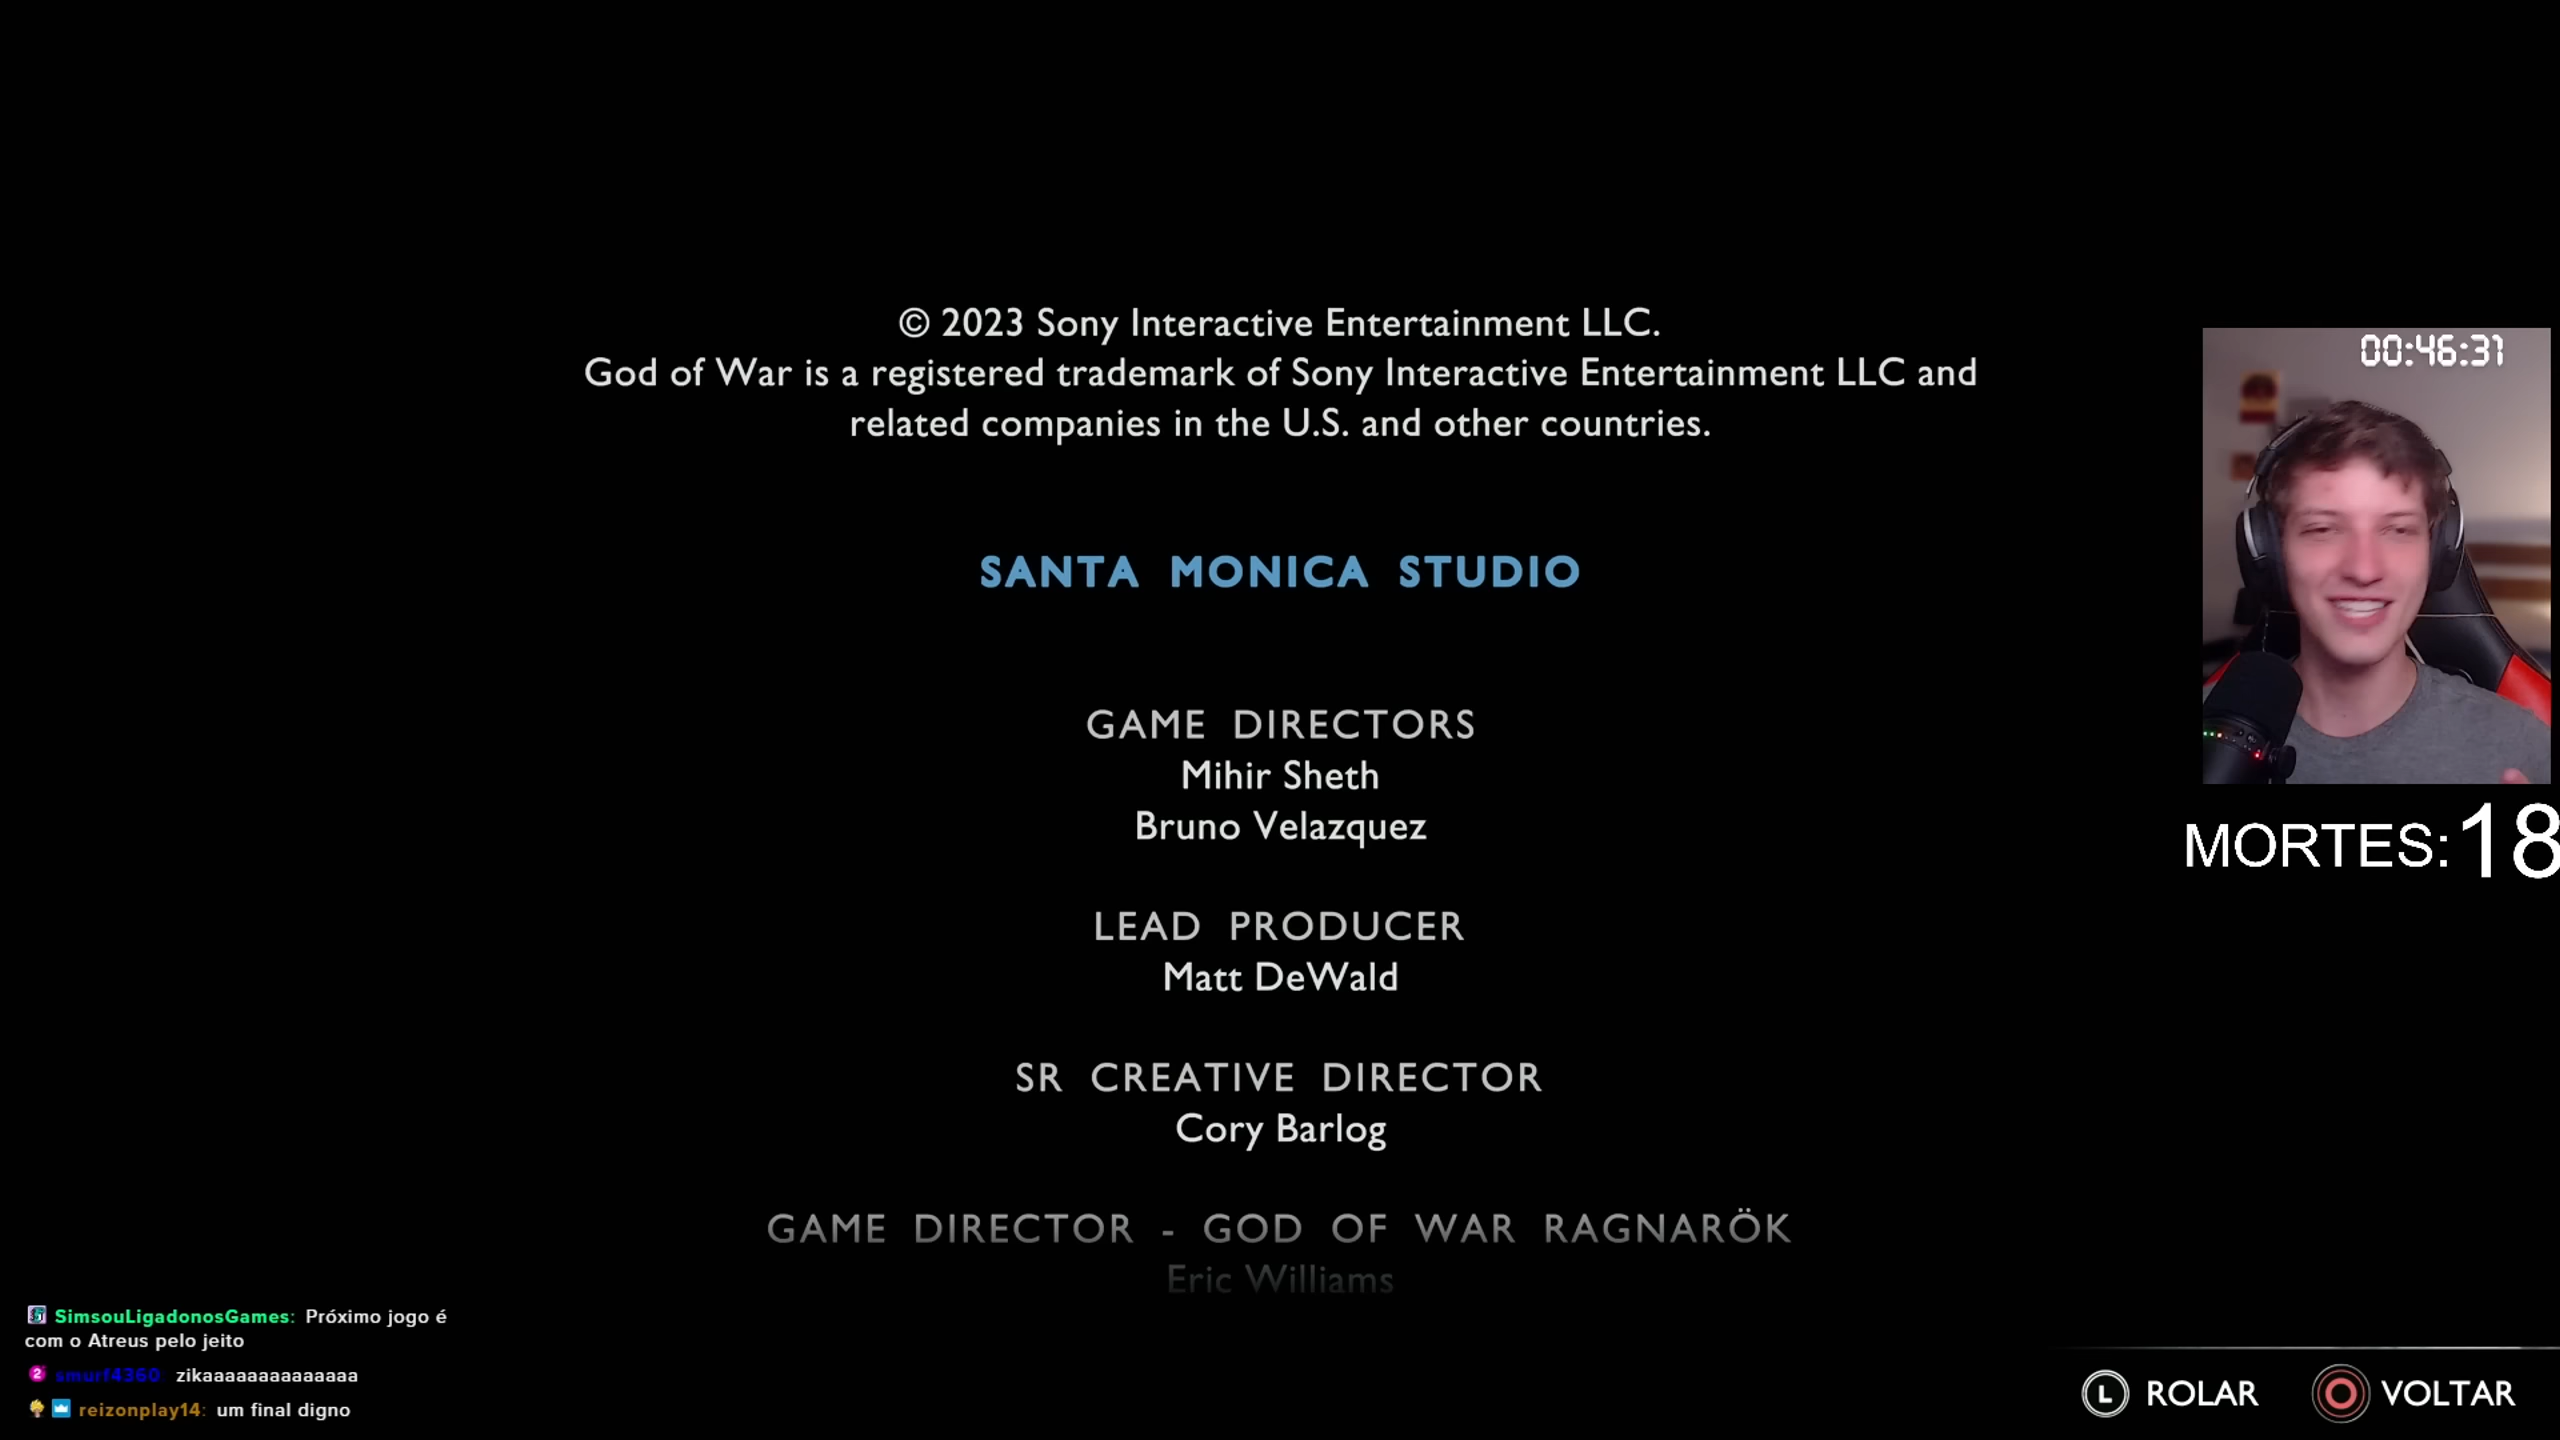 © 2023 Sony Interactive Entertainment LLC.
God of War is a registered trademark of Sony Interactive Entertainment LLC and
related companies in the U.S. and other countries.
SANTA MONICA STUDIO
GAME DIRECTORS
Mihir Sheth
Bruno Velazquez
LEAD PRODUCER
Matt DeWald
SR CREATIVE DIRECTOR
Cory Barlog
GAME DIRECTOR - GOD OF WAR RAGNARÖK
Eric Williams
00:46:31
MORTES: 18
SimsouLigadonosGames: Próximo jogo é
com o Atreus pelo jeito
2 smurf4360: zikaaaaaaaaaaaaaa
reizonplay14: um final digno
L ROLAR
VOLTAR